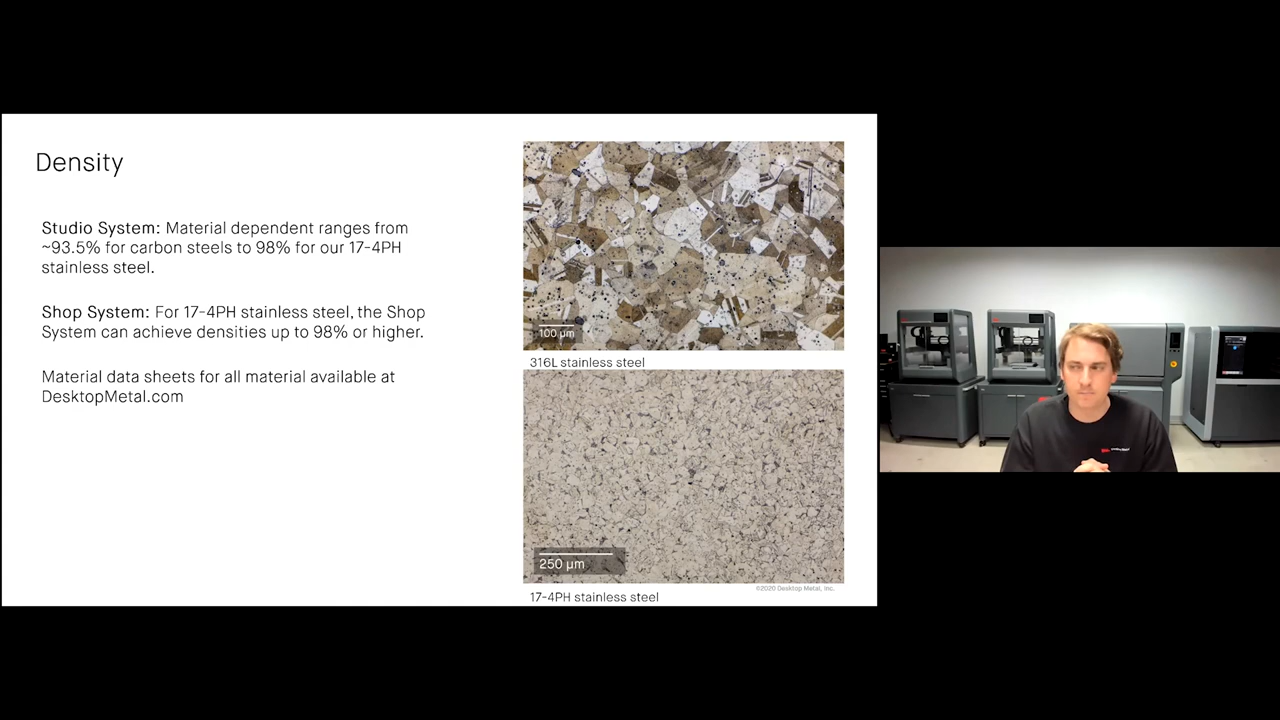 Density
Studio System: Material dependent ranges from
~93.5% for carbon steels to 98% for our 17-4PH
stainless steel.
Shop System: For 17-4PH stainless steel, the Shop
System can achieve densities up to 98% or higher.
Material data sheets for all material available at
DesktopMetal.com
100 µm
316L stainless steel
250 µm
©2020 Desktop Metal, Inc.
17-4PH stainless steel